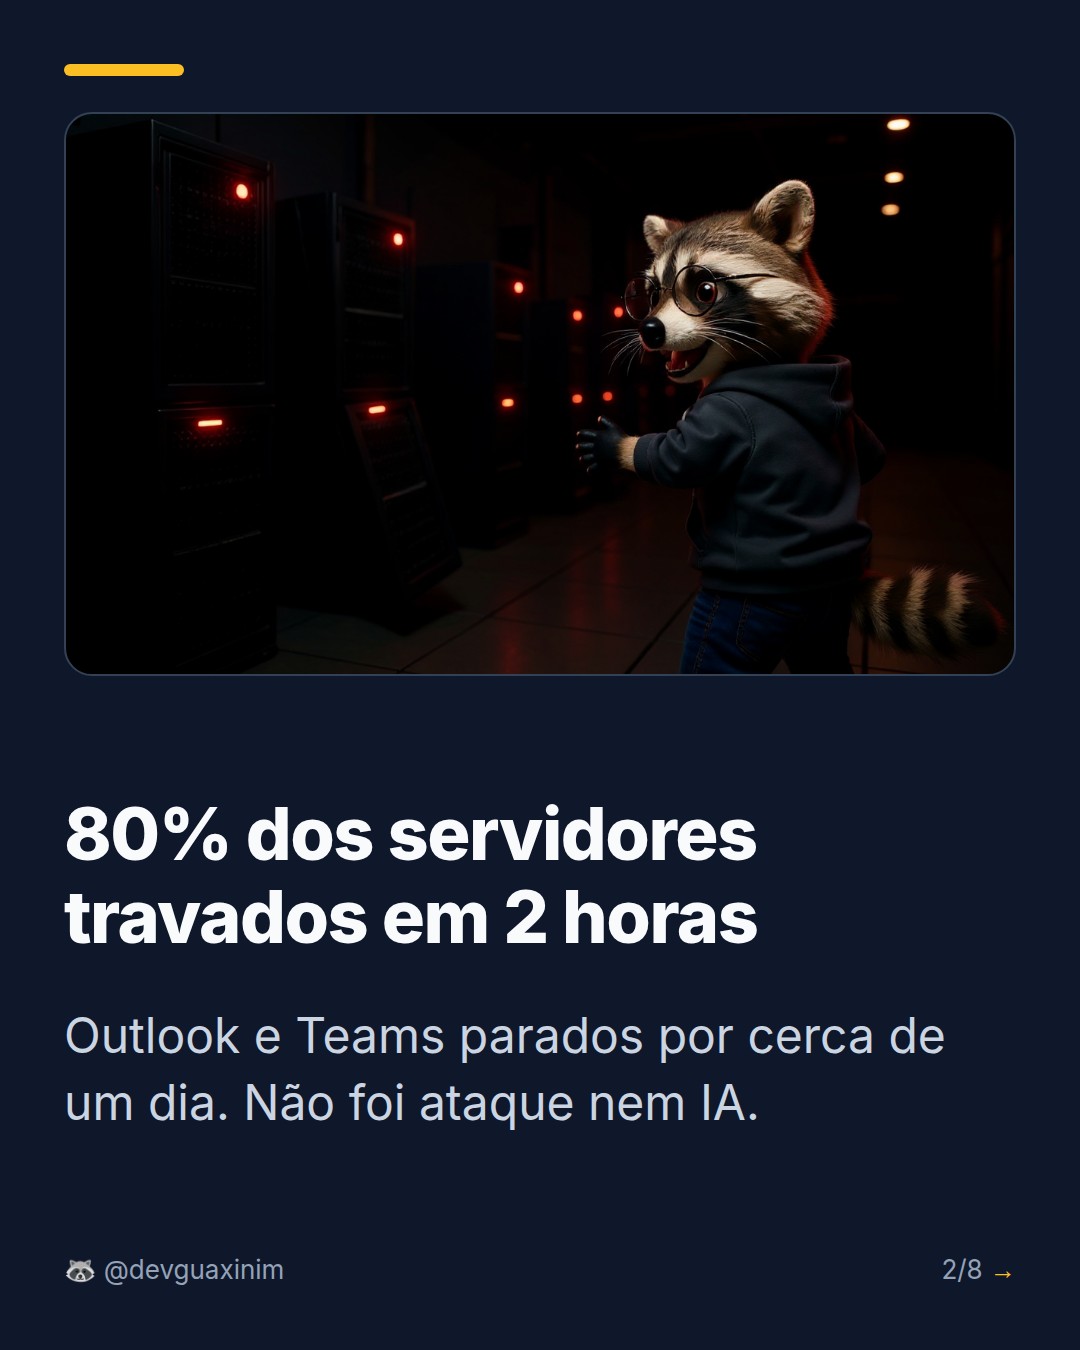 80% dos servidores
travados em 2 horas
Outlook e Teams parados por cerca de
um dia. Não foi ataque nem IA.
🦝 @devguaxinim
2/8 →